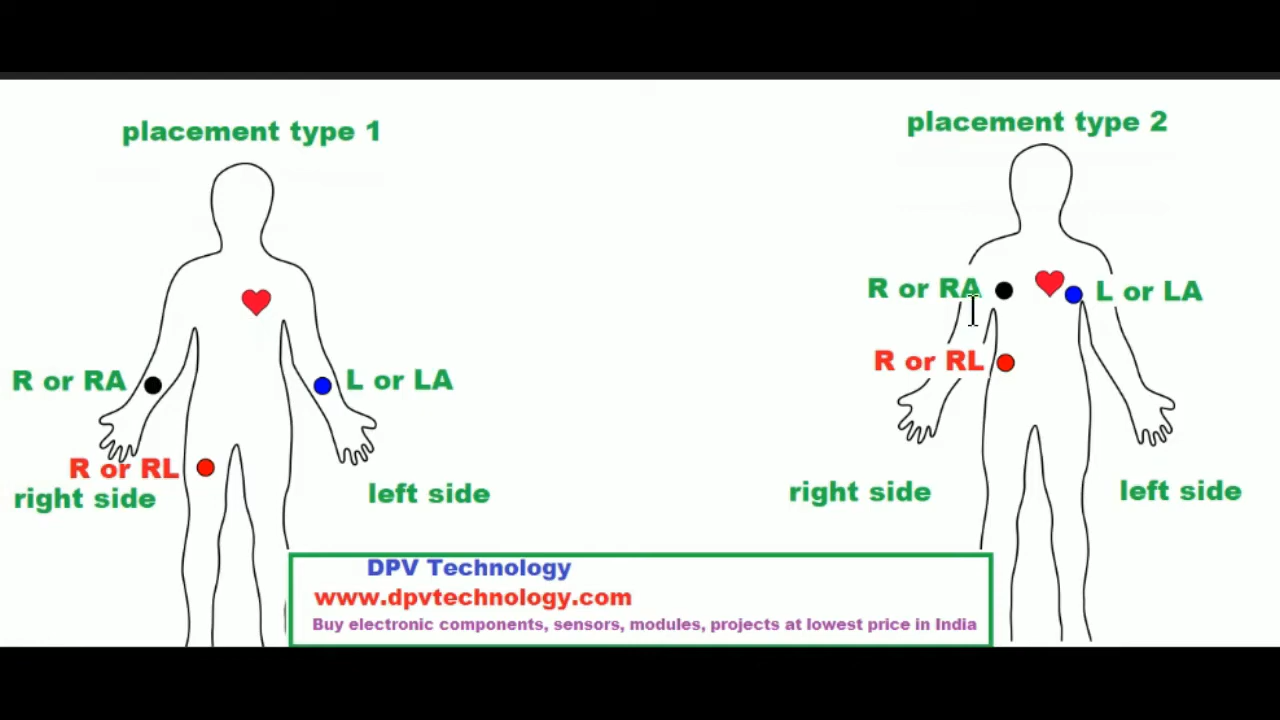 placement type 1
R or RA
L or LA
R or RL
right side
left side
placement type 2
R or RA
L or LA
R or RL
right side
left side
DPV Technology
www.dpvtechnology.com
Buy electronic components, sensors, modules, projects at lowest price in India